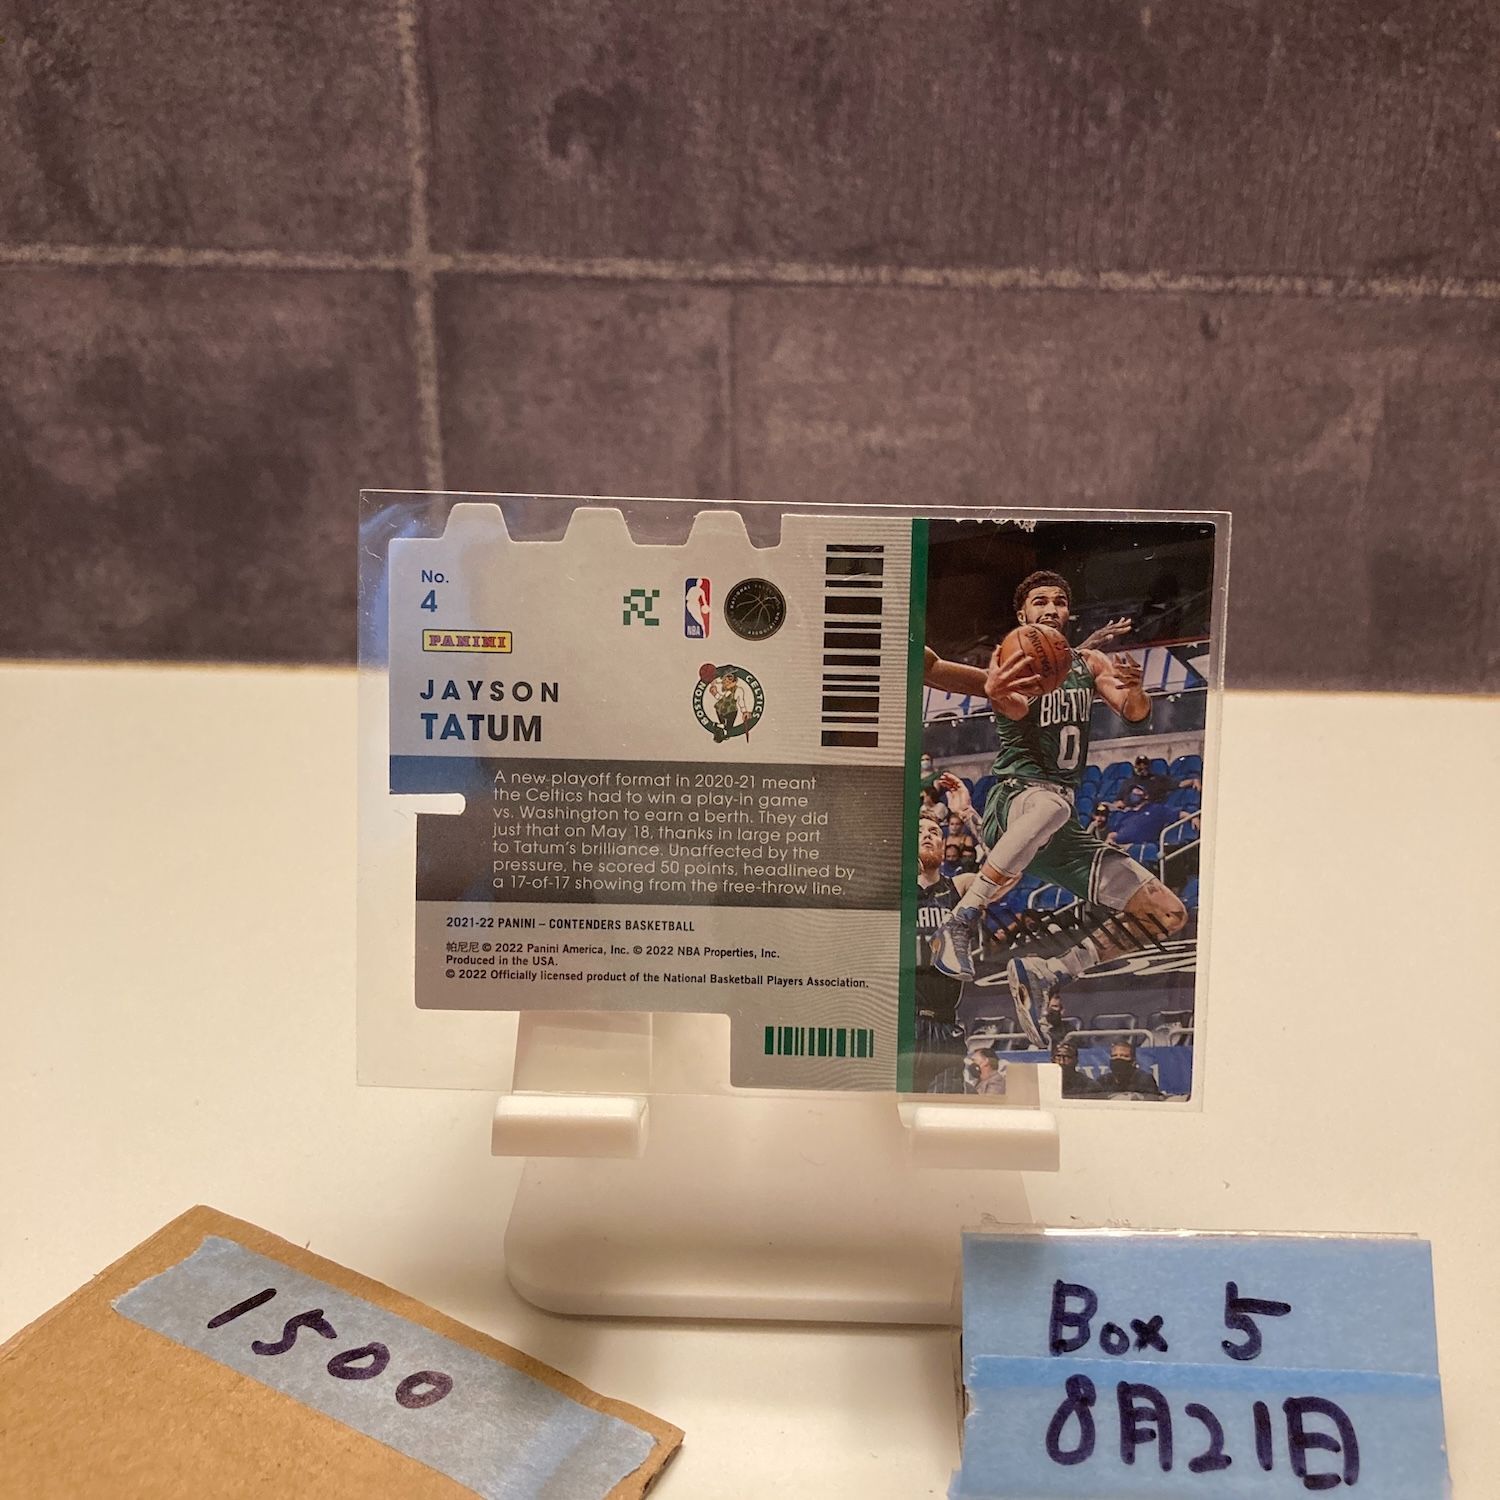 No.
4
PANINI
JAYSON
TATUM
NBA
BOSTON CELTICS
A new playoff format in 2020-21 meant
the Celtics had to win a play-in game
vs. Washington to earn a berth. They did
just that on May 18, thanks in large part
to Tatum's brilliance. Unaffected by the
pressure, he scored 50 points, headlined by
a 17-of-17 showing from the free-throw line.
2021-22 PANINI – CONTENDERS BASKETBALL
帕尼尼 © 2022 Panini America, Inc. © 2022 NBA Properties, Inc.
Produced in the USA.
© 2022 Officially licensed product of the National Basketball Players Association.
SPALDING
BOSTON
0
1500
Box 5
8月21日